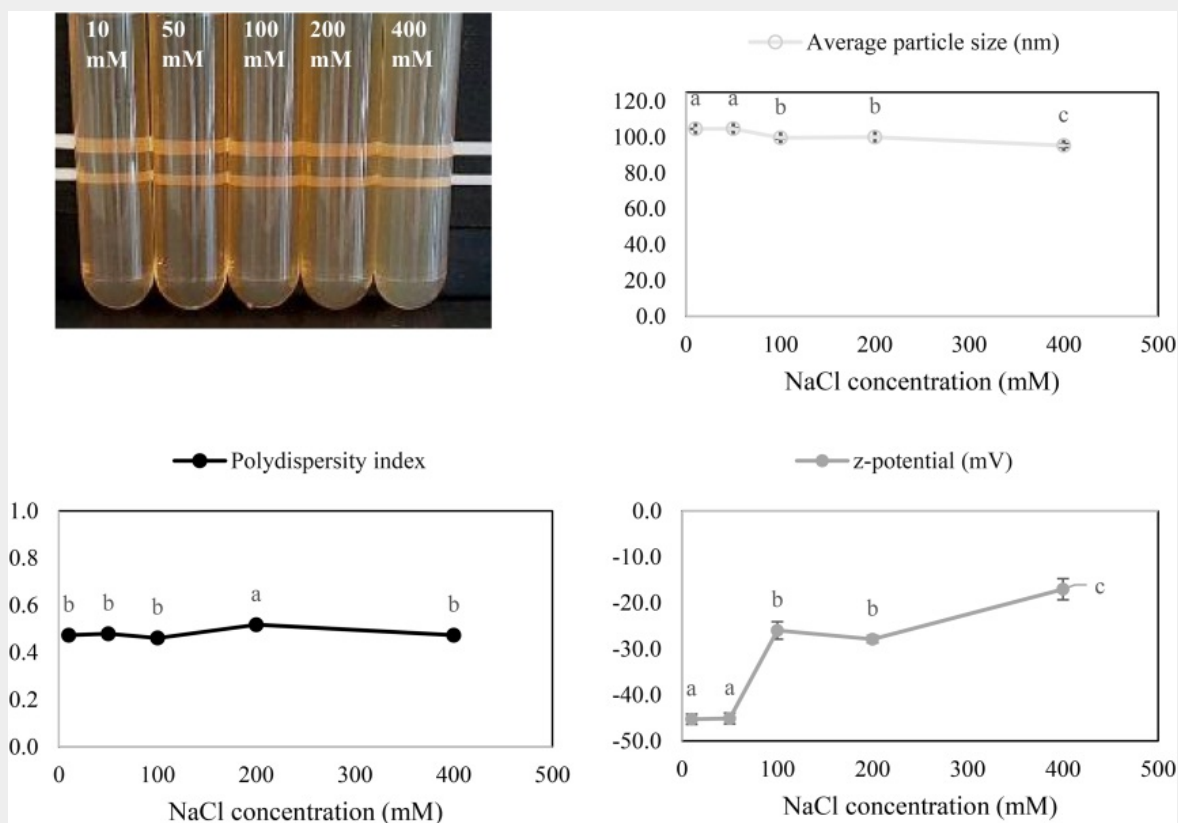 10 50 100 200 400
mM mM mM mM mM
Average particle size (nm)
120.0
100.0
80.0
60.0
40.0
20.0
0.0
a a b b c
0 100 200 300 400 500
NaCl concentration (mM)
Polydispersity index
1.0
0.8
0.6
0.4
0.2
0.0
b b b a b
0 100 200 300 400 500
NaCl concentration (mM)
z-potential (mV)
0.0
-10.0
-20.0
-30.0
-40.0
-50.0
a a b b c
0 100 200 300 400 500
NaCl concentration (mM)